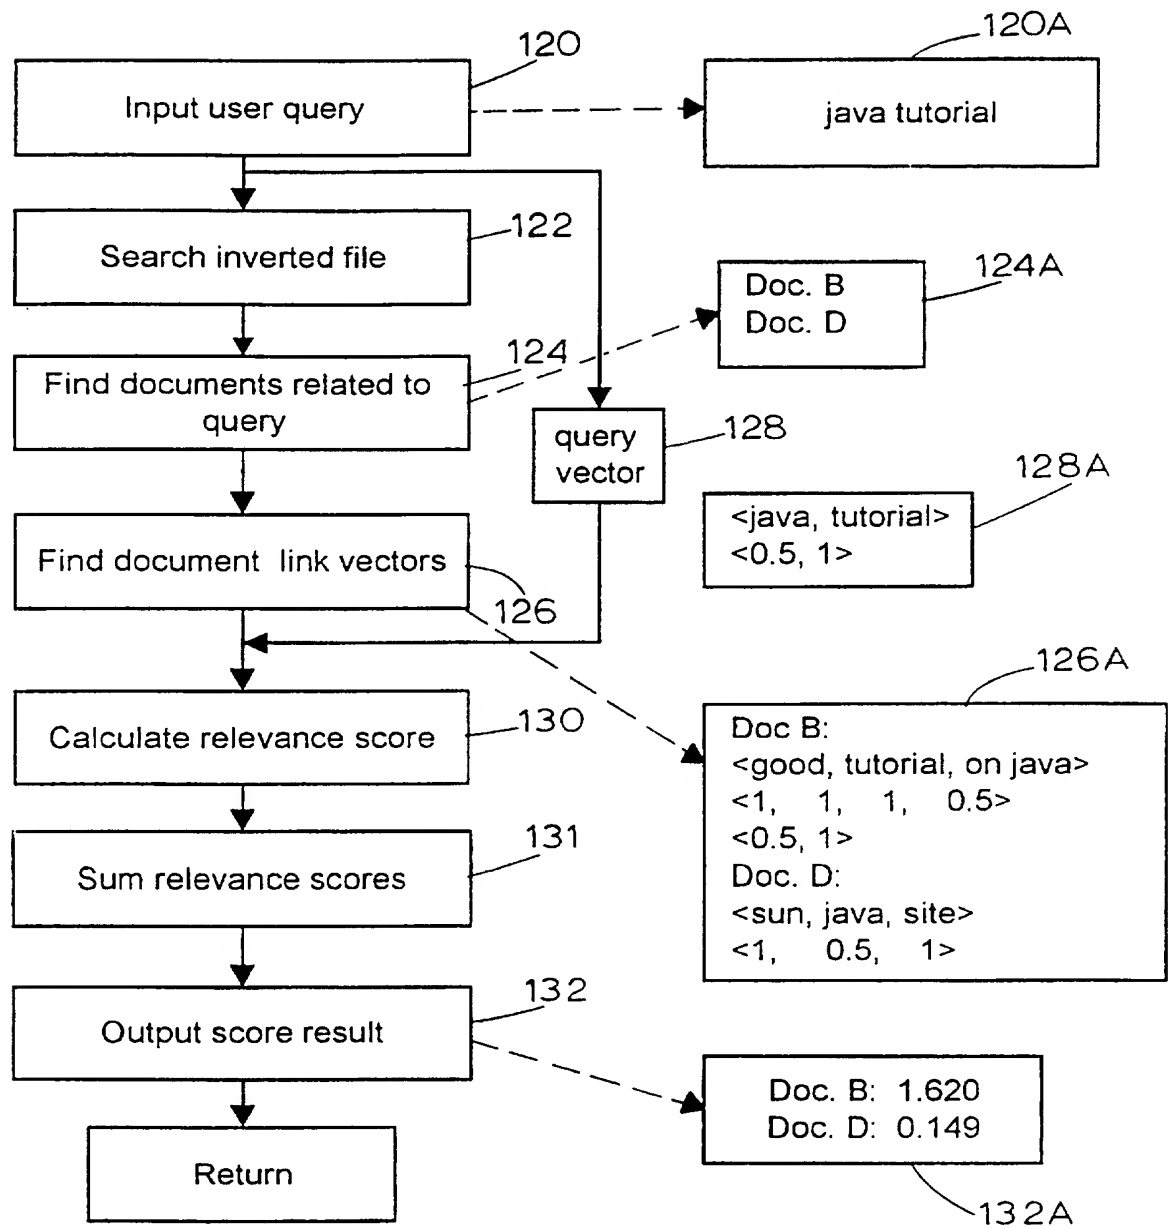 120
Input user query
120A
java tutorial
122
Search inverted file
124A
Doc. B
Doc. D
124
Find documents related to
query
128
query
vector
128A
<java, tutorial>
<0.5, 1>
Find document link vectors
126
126A
Doc B:
<good, tutorial, on java>
<1, 1, 1, 0.5>
<0.5, 1>
Doc. D:
<sun, java, site>
<1, 0.5, 1>
130
Calculate relevance score
131
Sum relevance scores
132
Output score result
Doc. B: 1.620
Doc. D: 0.149
132A
Return